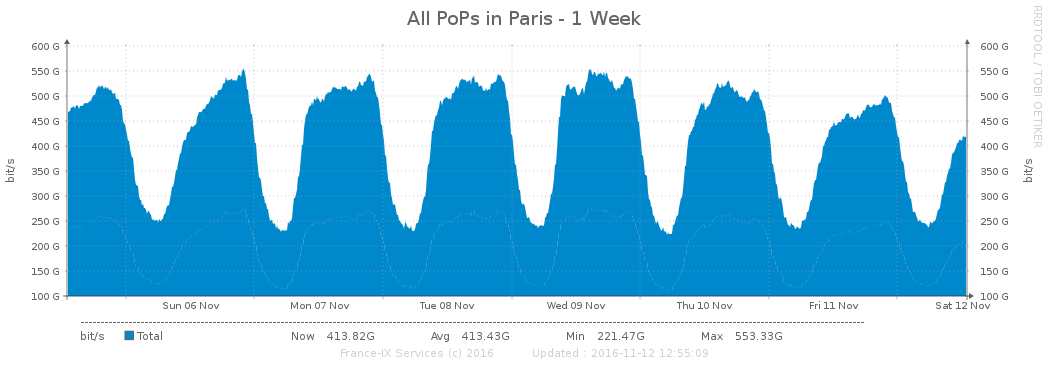 All PoPs in Paris - 1 Week
RRDTOOL / TOBI OETIKER
bit/s
600 G
550 G
500 G
450 G
400 G
350 G
300 G
250 G
200 G
150 G
100 G
600 G
550 G
500 G
450 G
400 G
350 G
300 G
250 G
200 G
150 G
100 G
bit/s
Sun 06 Nov Mon 07 Nov Tue 08 Nov Wed 09 Nov Thu 10 Nov Fri 11 Nov Sat 12 Nov
bit/s Total Now 413.82G Avg 413.43G Min 221.47G Max 553.33G
France-IX Services (c) 2016 Updated : 2016-11-12 12:55:09